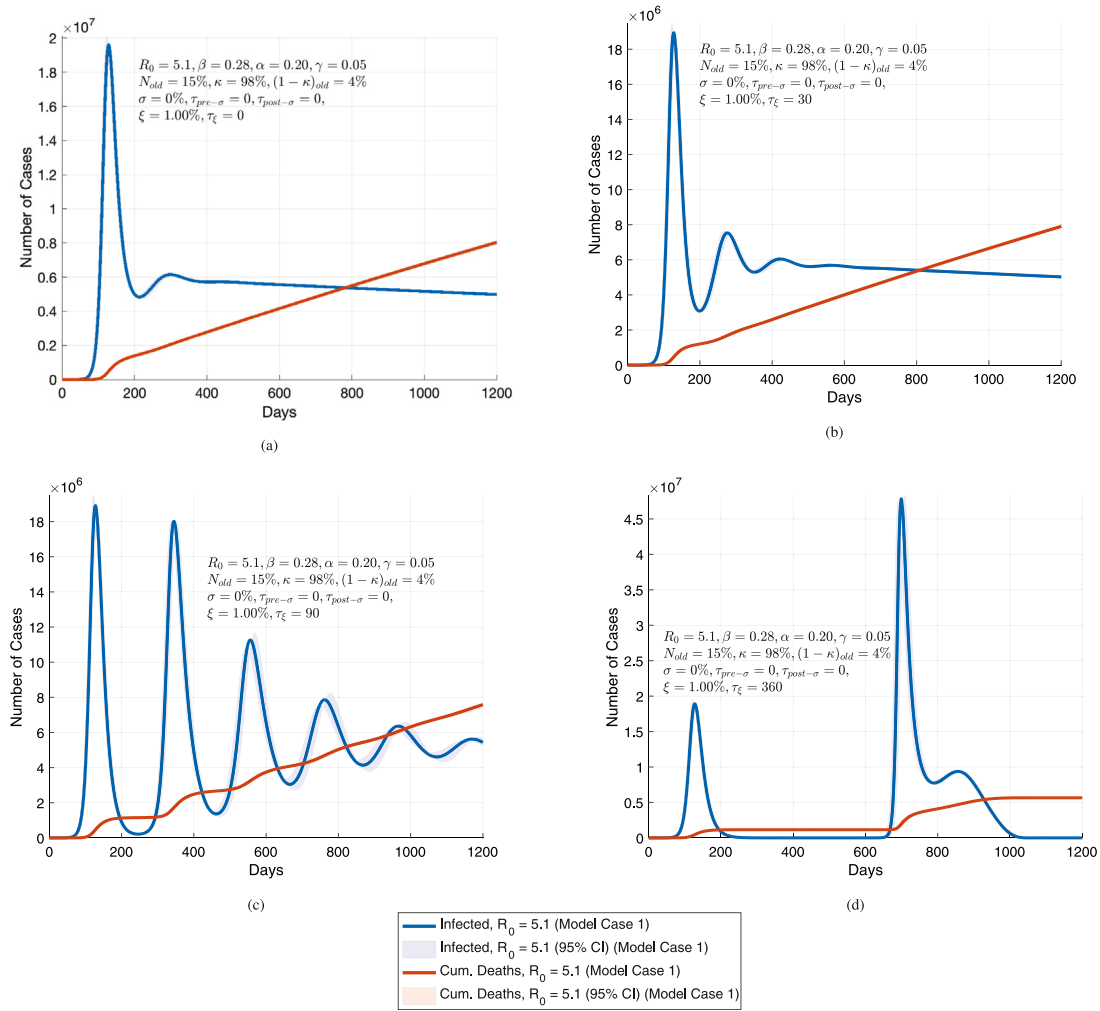 ×10^7
2
1.8
1.6
1.4
1.2
1
0.8
0.6
0.4
0.2
0
Number of Cases
R_0 = 5.1, β = 0.28, α = 0.20, γ = 0.05
N_old = 15%, κ = 98%, (1 − κ)_old = 4%
σ = 0%, τ_pre−σ = 0, τ_post−σ = 0,
ξ = 1.00%, τ_ξ = 0
0 200 400 600 800 1000 1200
Days
(a)
×10^6
18
16
14
12
10
8
6
4
2
0
Number of Cases
R_0 = 5.1, β = 0.28, α = 0.20, γ = 0.05
N_old = 15%, κ = 98%, (1 − κ)_old = 4%
σ = 0%, τ_pre−σ = 0, τ_post−σ = 0,
ξ = 1.00%, τ_ξ = 30
0 200 400 600 800 1000 1200
Days
(b)
×10^6
18
16
14
12
10
8
6
4
2
0
Number of Cases
R_0 = 5.1, β = 0.28, α = 0.20, γ = 0.05
N_old = 15%, κ = 98%, (1 − κ)_old = 4%
σ = 0%, τ_pre−σ = 0, τ_post−σ = 0,
ξ = 1.00%, τ_ξ = 90
0 200 400 600 800 1000 1200
Days
(c)
×10^7
4.5
4
3.5
3
2.5
2
1.5
1
0.5
0
Number of Cases
R_0 = 5.1, β = 0.28, α = 0.20, γ = 0.05
N_old = 15%, κ = 98%, (1 − κ)_old = 4%
σ = 0%, τ_pre−σ = 0, τ_post−σ = 0,
ξ = 1.00%, τ_ξ = 360
0 200 400 600 800 1000 1200
Days
(d)
Infected, R_0 = 5.1 (Model Case 1)
Infected, R_0 = 5.1 (95% CI) (Model Case 1)
Cum. Deaths, R_0 = 5.1 (Model Case 1)
Cum. Deaths, R_0 = 5.1 (95% CI) (Model Case 1)